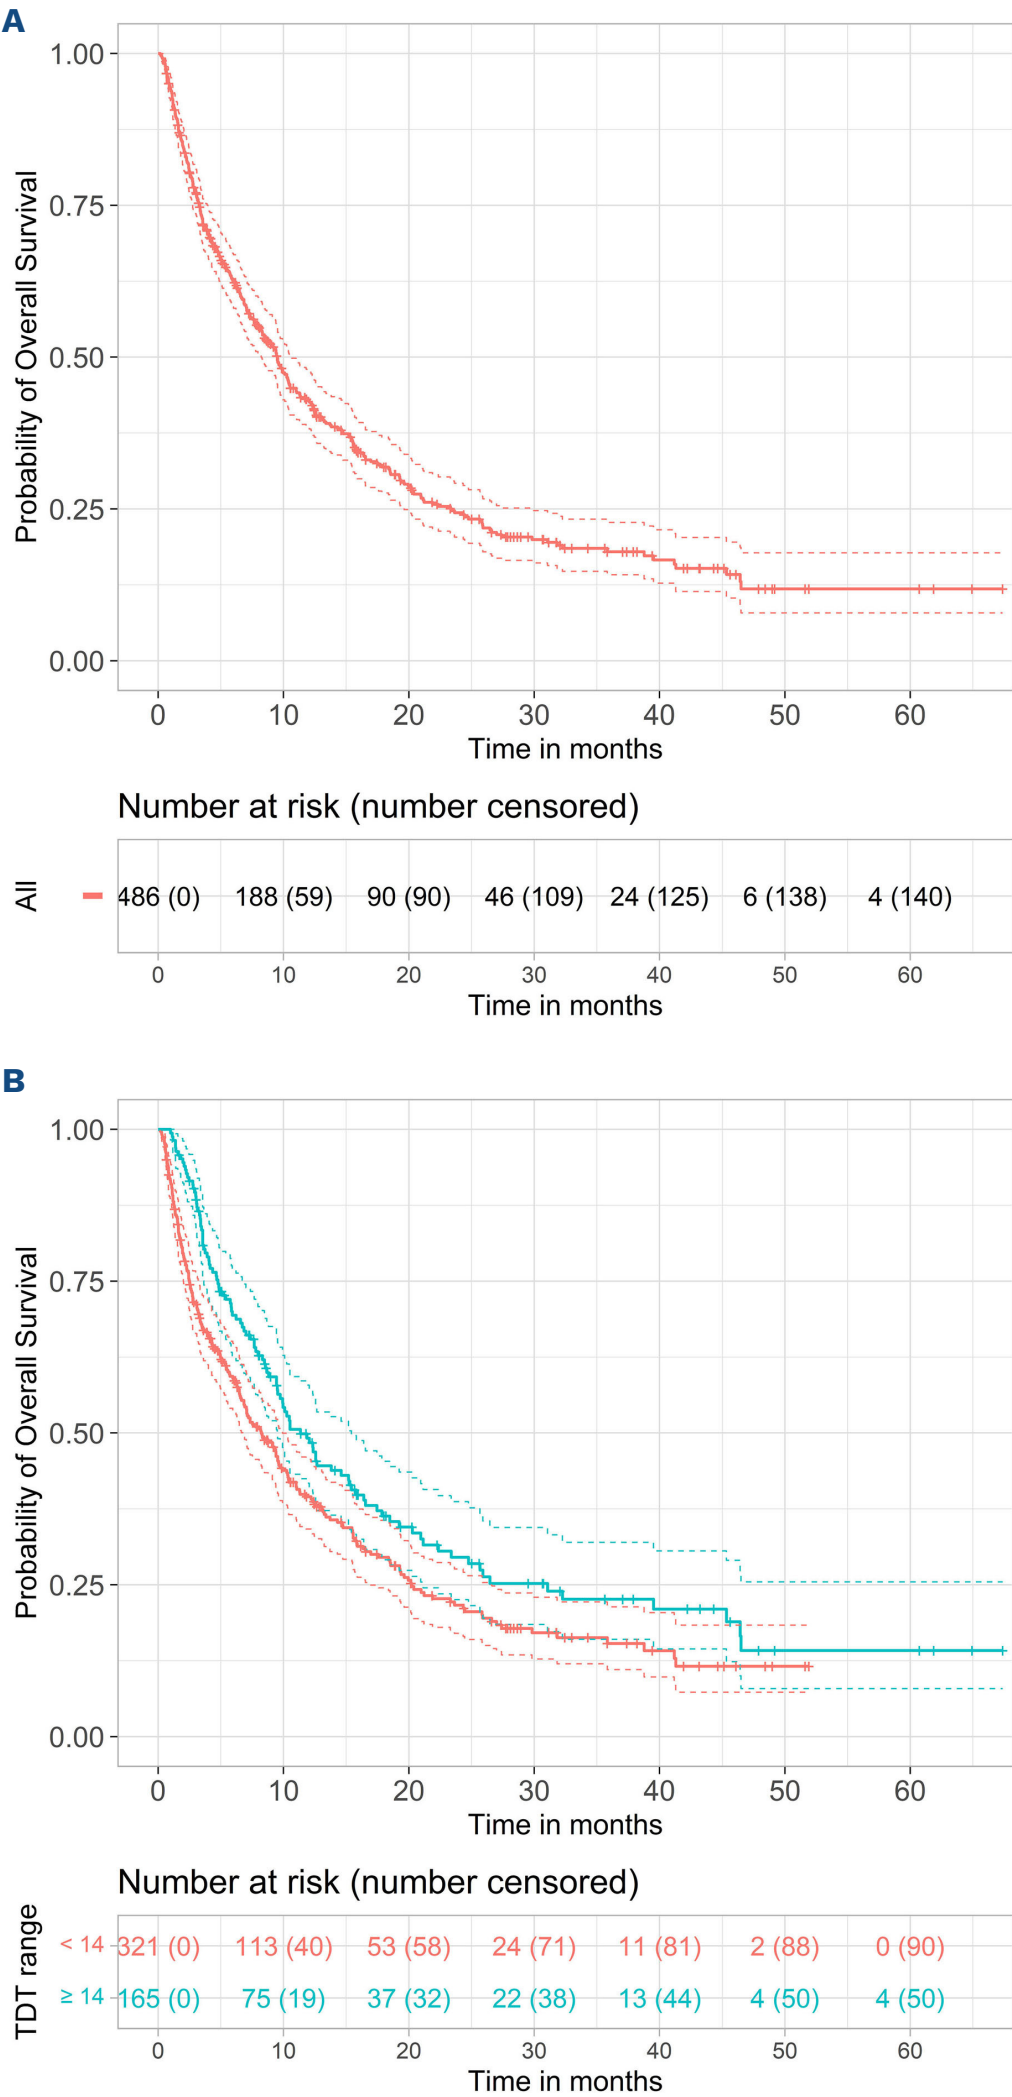 A
Probability of Overall Survival
1.00
0.75
0.50
0.25
0.00
0 10 20 30 40 50 60
Time in months
Number at risk (number censored)
All
486 (0) 188 (59) 90 (90) 46 (109) 24 (125) 6 (138) 4 (140)
0 10 20 30 40 50 60
Time in months
B
Probability of Overall Survival
1.00
0.75
0.50
0.25
0.00
0 10 20 30 40 50 60
Time in months
Number at risk (number censored)
TDT range
< 14 321 (0) 113 (40) 53 (58) 24 (71) 11 (81) 2 (88) 0 (90)
≥ 14 165 (0) 75 (19) 37 (32) 22 (38) 13 (44) 4 (50) 4 (50)
0 10 20 30 40 50 60
Time in months